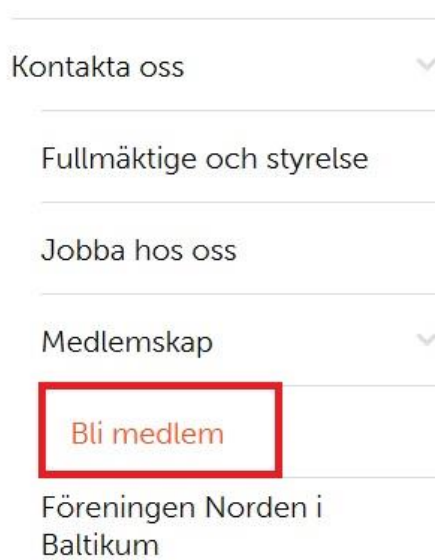 Kontakta oss
Fullmäktige och styrelse
Jobba hos oss
Medlemskap
Bli medlem
Föreningen Norden i
Baltikum